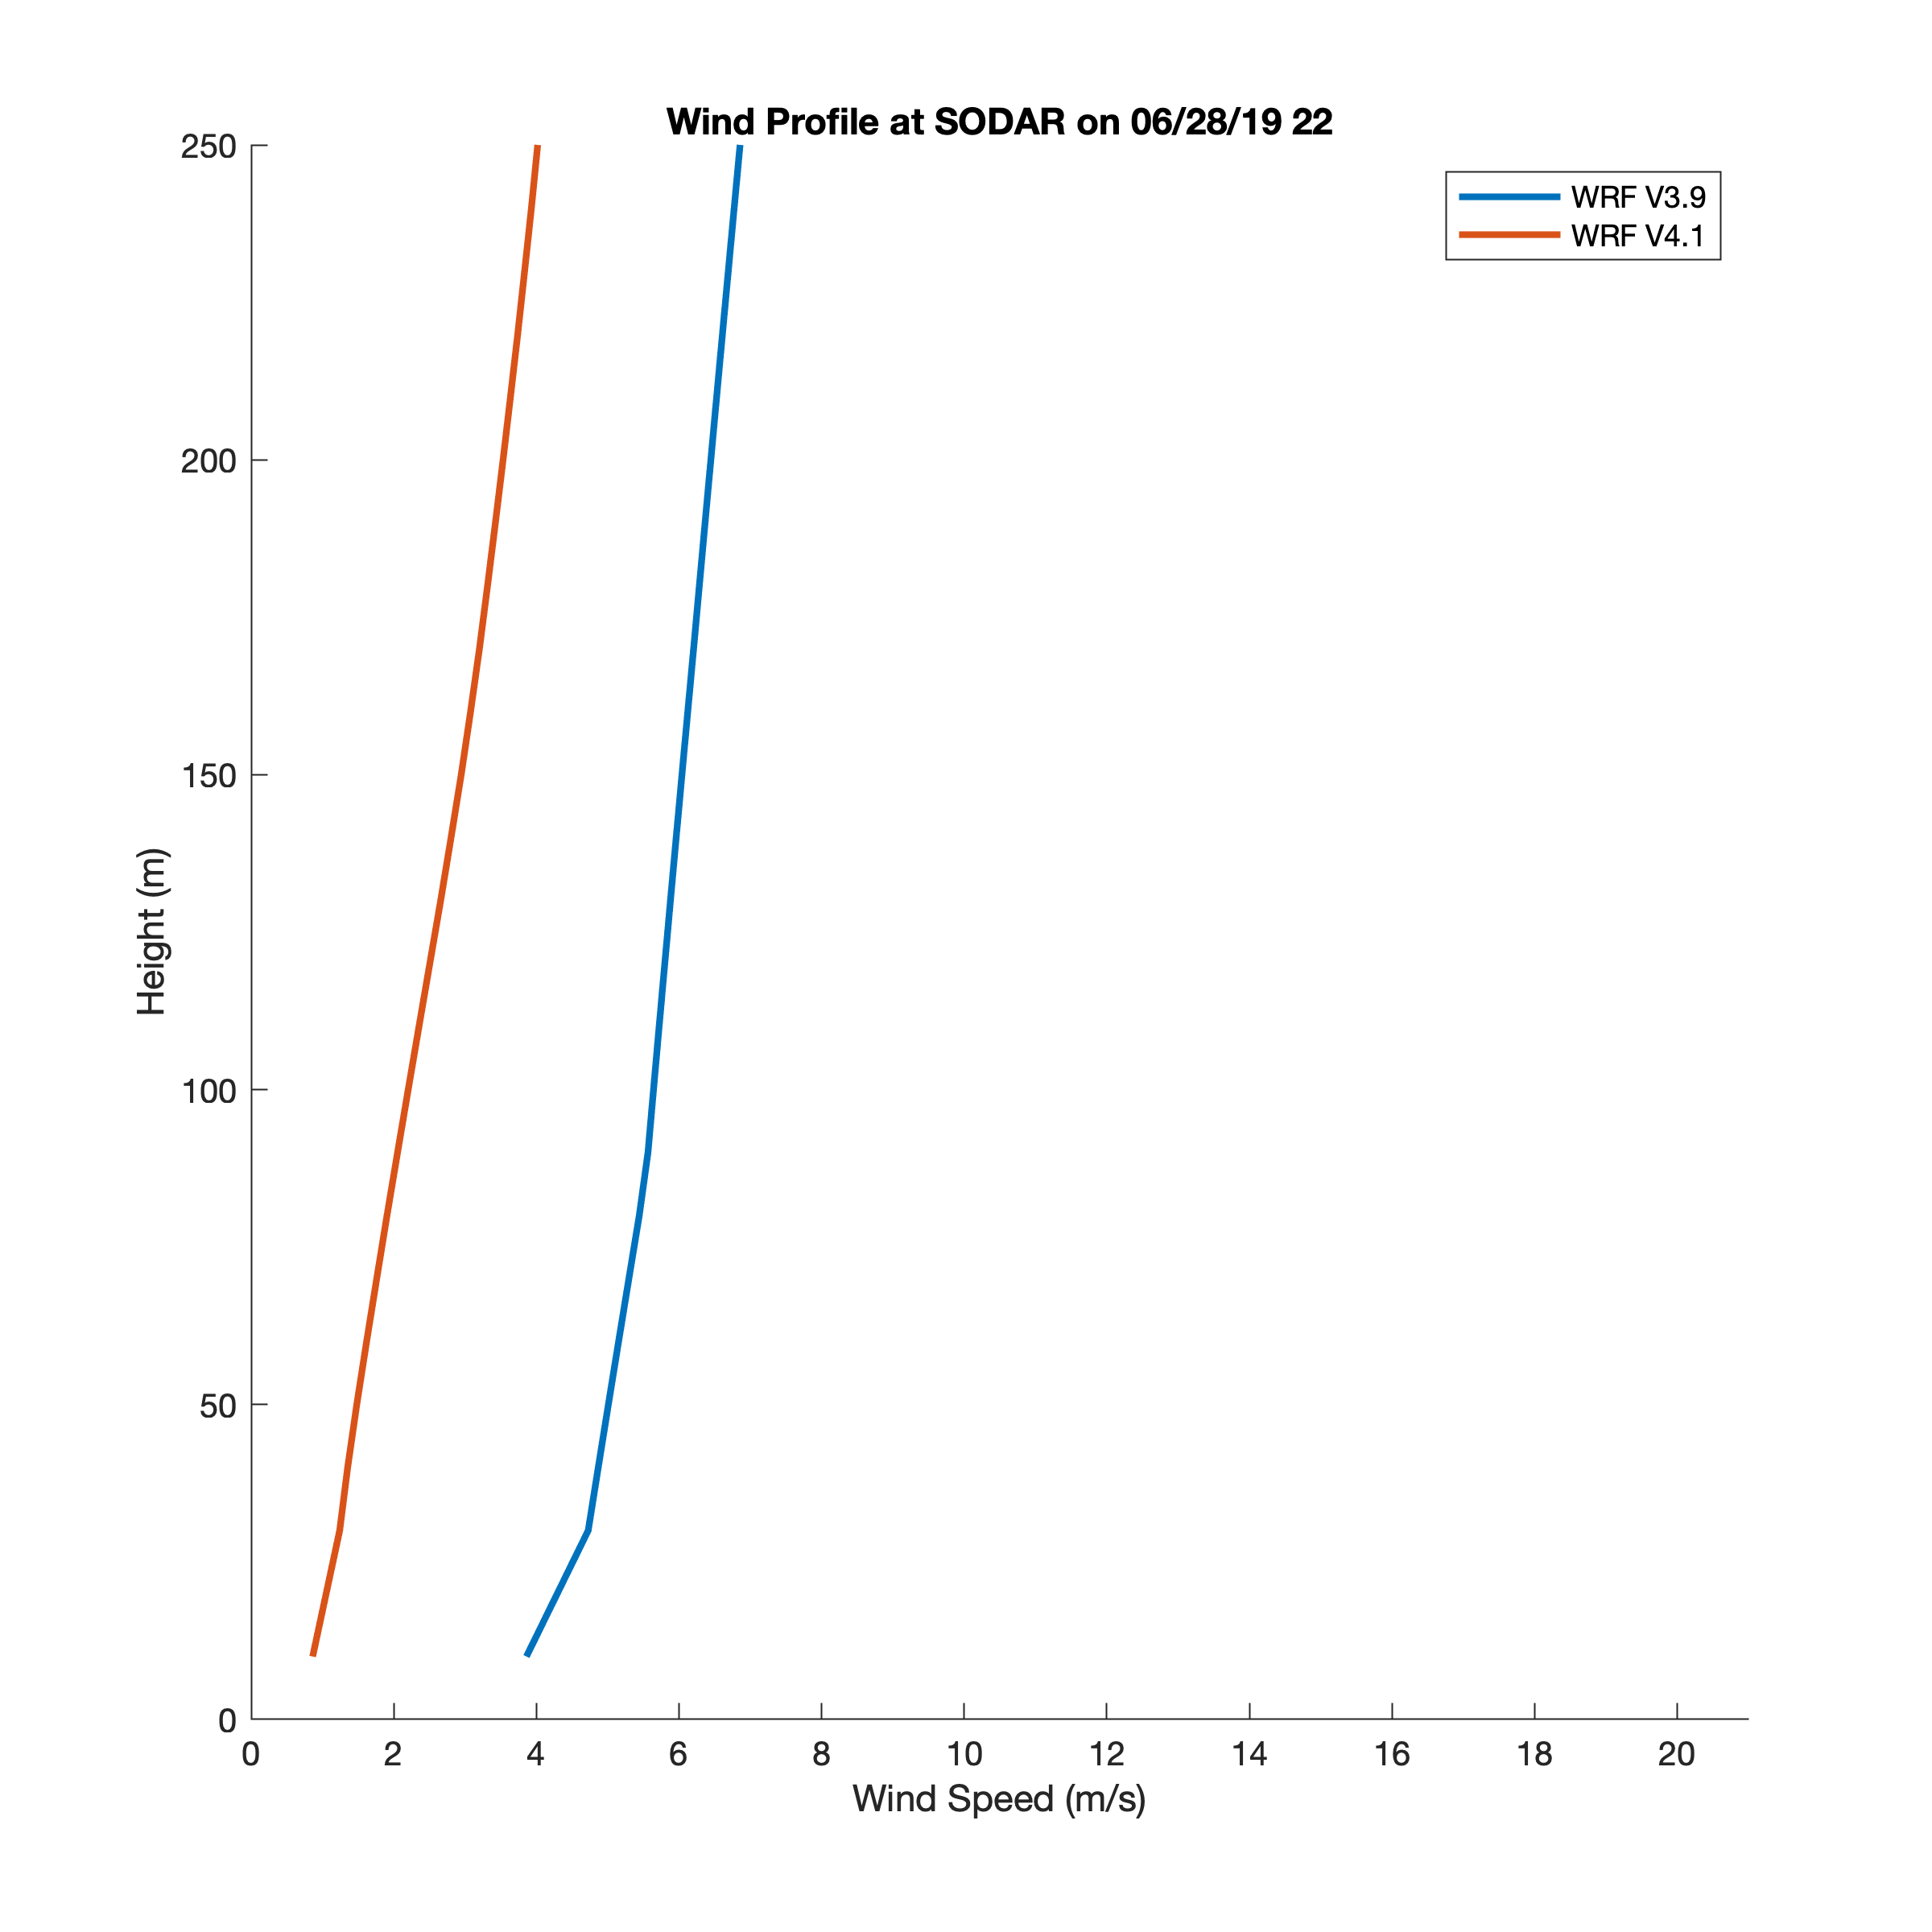 Wind Profile at SODAR on 06/28/19 22
250
WRF V3.9
WRF V4.1
200
150
Height (m)
100
50
0
0 2 4 6 8 10 12 14 16 18 20
Wind Speed (m/s)